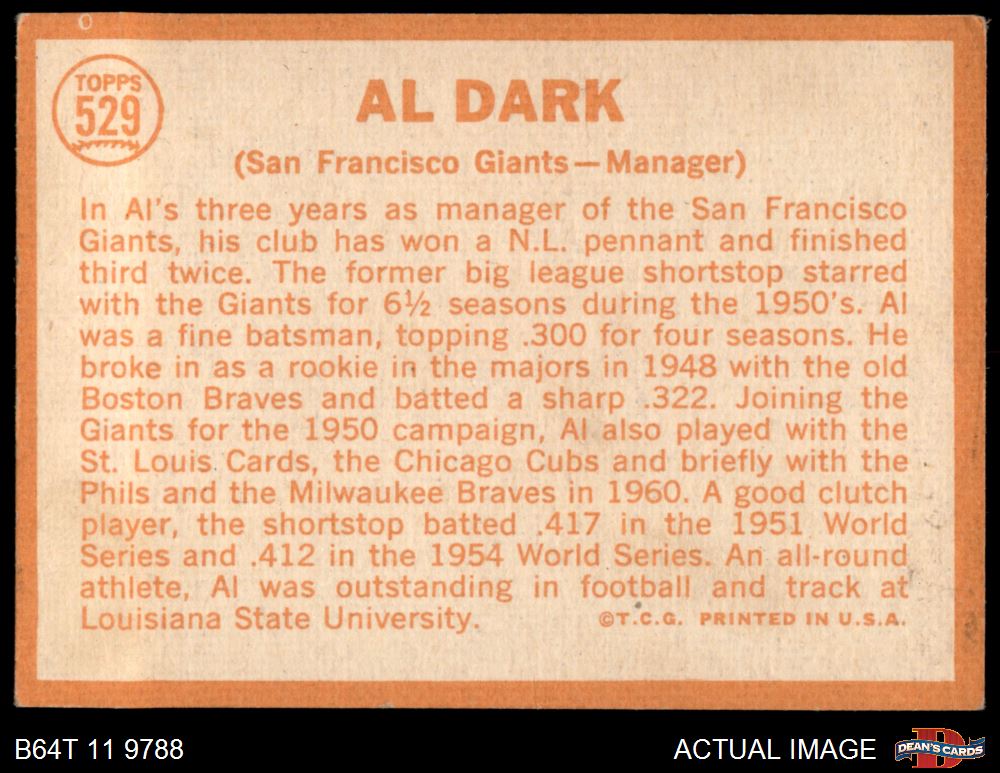 TOPPS
529
AL DARK
(San Francisco Giants—Manager)
In Al's three years as manager of the San Francisco
Giants, his club has won a N.L. pennant and finished
third twice. The former big league shortstop starred
with the Giants for 6½ seasons during the 1950's. Al
was a fine batsman, topping .300 for four seasons. He
broke in as a rookie in the majors in 1948 with the old
Boston Braves and batted a sharp .322. Joining the
Giants for the 1950 campaign, Al also played with the
St. Louis Cards, the Chicago Cubs and briefly with the
Phils and the Milwaukee Braves in 1960. A good clutch
player, the shortstop batted .417 in the 1951 World
Series and .412 in the 1954 World Series. An all-round
athlete, Al was outstanding in football and track at
Louisiana State University.
©T.C.G. PRINTED IN U.S.A.
B64T 11 9788
ACTUAL IMAGE
D
DEAN'S CARDS